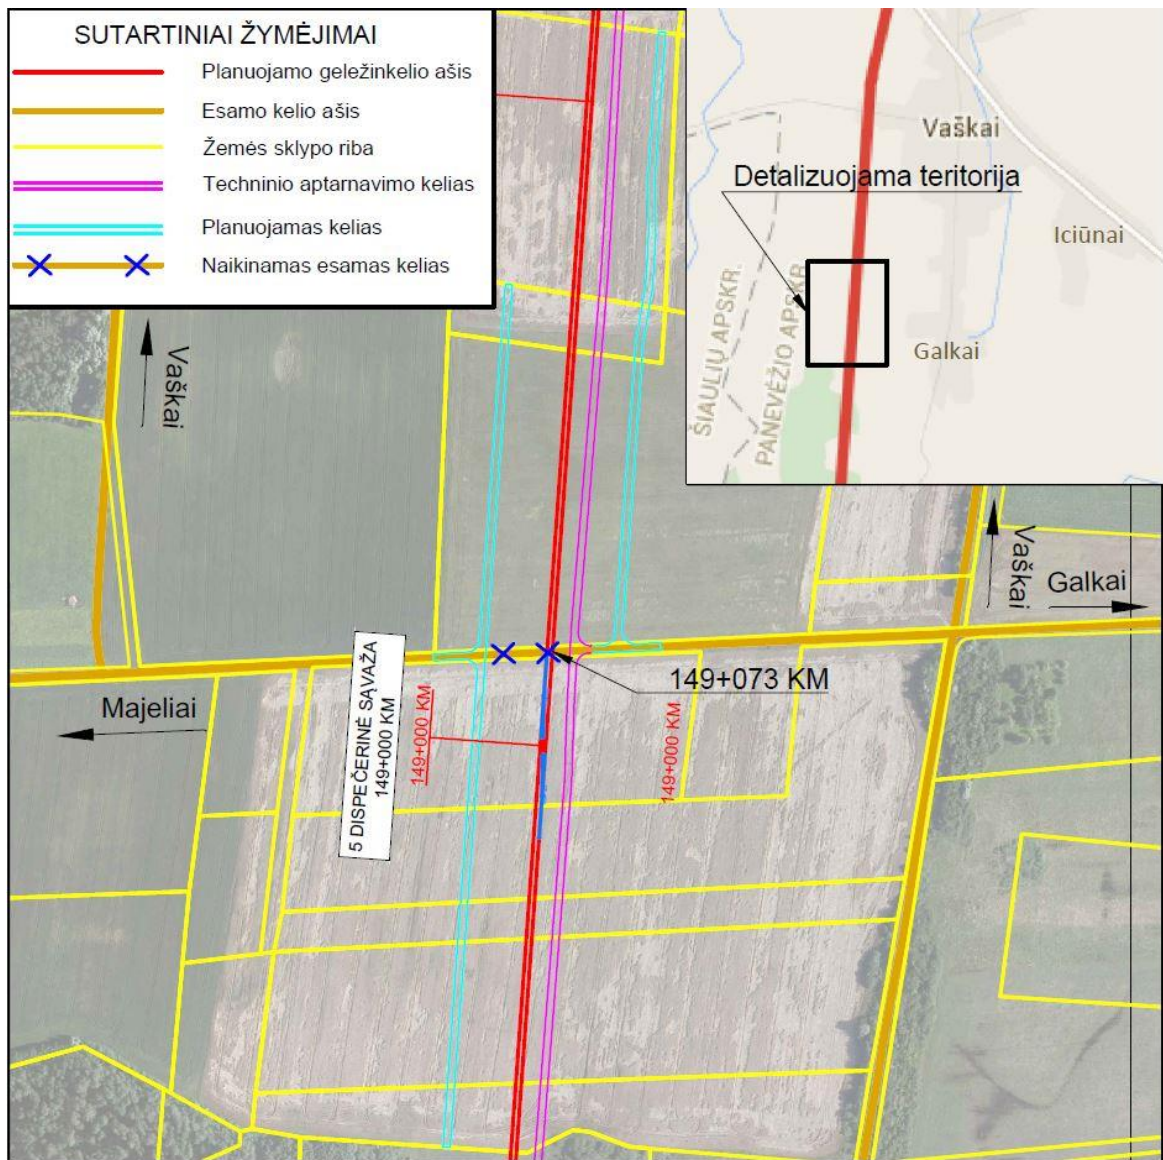 SUTARTINIAI ŽYMĖJIMAI
Planuojamo geležinkelio ašis
Esamo kelio ašis
Žemės sklypo riba
Techninio aptarnavimo kelias
Planuojamas kelias
Naikinamas esamas kelias
Vaškai
Detalizuojama teritorija
Iciūnai
ŠIAULIŲ APSKR.
PANEVĖŽIO APSKR.
Galkai
Vaškai
Vaškai
Galkai
149+073 KM
Majeliai
5 DISPEČERINĖ SĄVAŽA
149+000 KM
149+000 KM
149+000 KM